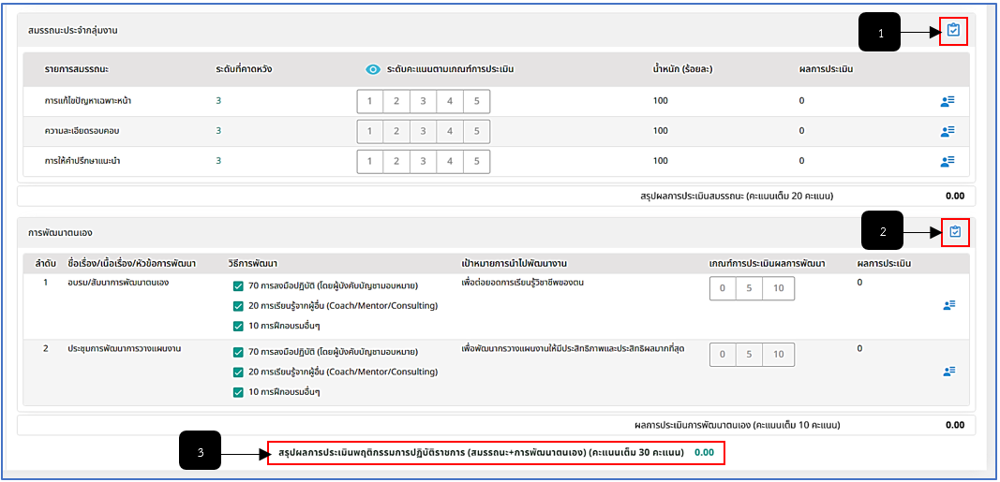 สมรรถนะประจำกลุ่มงาน
1
รายการสมรรถนะ ระดับที่คาดหวัง ระดับคะแนนตามเกณฑ์การประเมิน น้ำหนัก (ร้อยละ) ผลการประเมิน
การแก้ไขปัญหาเฉพาะหน้า 3 1 2 3 4 5 100 0
ความละเอียดรอบคอบ 3 1 2 3 4 5 100 0
การให้คำปรึกษาแนะนำ 3 1 2 3 4 5 100 0
สรุปผลการประเมินสมรรถนะ (คะแนนเต็ม 20 คะแนน) 0.00
การพัฒนาตนเอง
2
ลำดับ ชื่อเรื่อง/เนื้อเรื่อง/หัวข้อการพัฒนา วิธีการพัฒนา เป้าหมายการนำไปพัฒนางาน เกณฑ์การประเมินผลการพัฒนา ผลการประเมิน
1 อบรม/สัมนาการพัฒนาตนเอง 70 การลงมือปฏิบัติ (โดยผู้บังคับบัญชามอบหมาย) เพื่อต่อยอดการเรียนรู้วิชาชีพของตน 0 5 10 0
20 การเรียนรู้จากผู้อื่น (Coach/Mentor/Consulting)
10 การฝึกอบรมอื่นๆ
2 ประชุมการพัฒนาการวางแผนงาน 70 การลงมือปฏิบัติ (โดยผู้บังคับบัญชามอบหมาย) เพื่อพัฒนากรวางแผนงานให้มีประสิทธิภาพและประสิทธิผลมากที่สุด 0 5 10 0
20 การเรียนรู้จากผู้อื่น (Coach/Mentor/Consulting)
10 การฝึกอบรมอื่นๆ
ผลการประเมินการพัฒนาตนเอง (คะแนนเต็ม 10 คะแนน) 0.00
3 สรุปผลการประเมินพฤติกรรมการปฏิบัติราชการ (สมรรถนะ+การพัฒนาตนเอง) (คะแนนเต็ม 30 คะแนน) 0.00